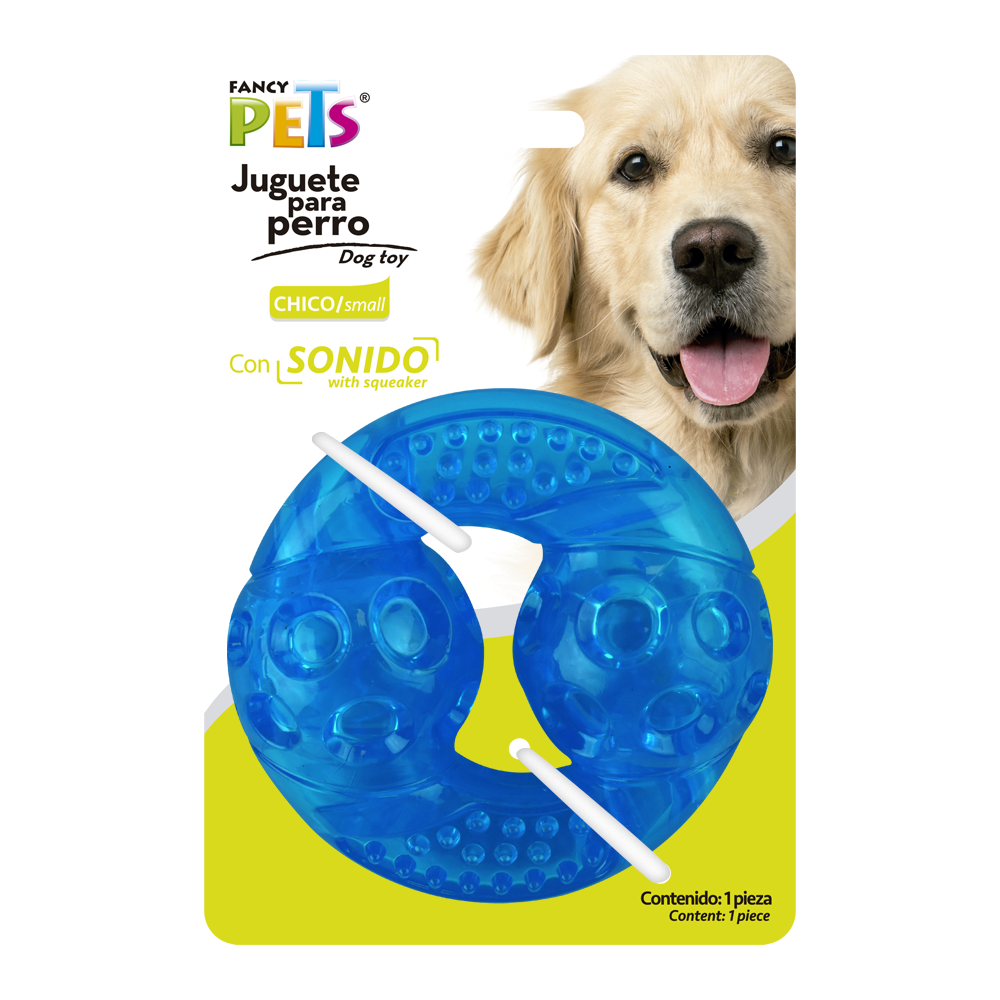 FANCY
PETS®
Juguete
para
perro
Dog toy
CHICO/small
Con SONIDO
with squeaker
Contenido: 1 pieza
Content: 1 piece